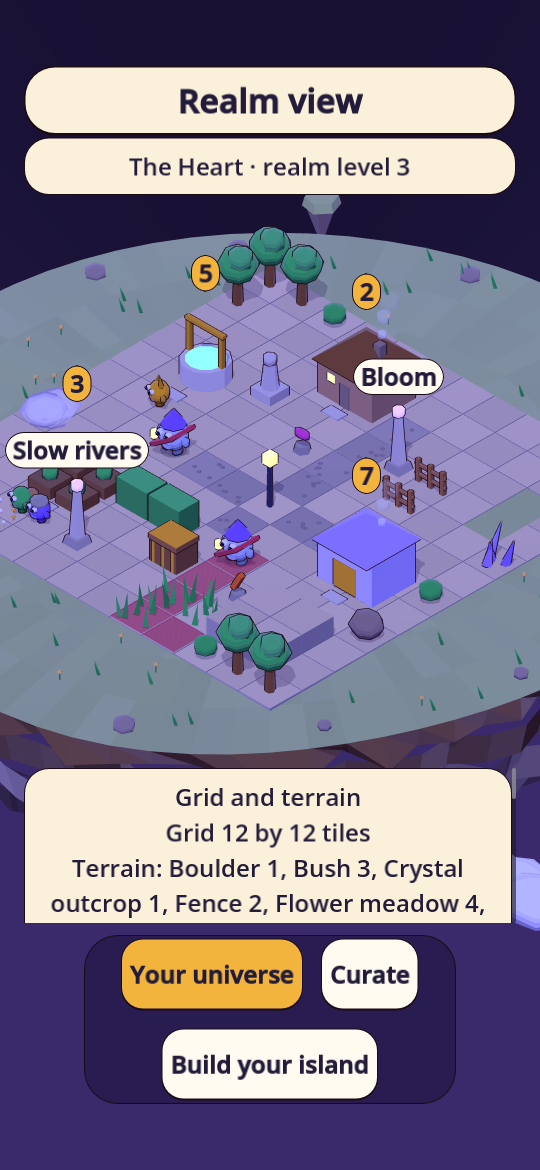 Realm view
The Heart · realm level 3
5
2
3
Bloom
Slow rivers
7
Grid and terrain
Grid 12 by 12 tiles
Terrain: Boulder 1, Bush 3, Crystal
outcrop 1, Fence 2, Flower meadow 4,
Your universe
Curate
Build your island